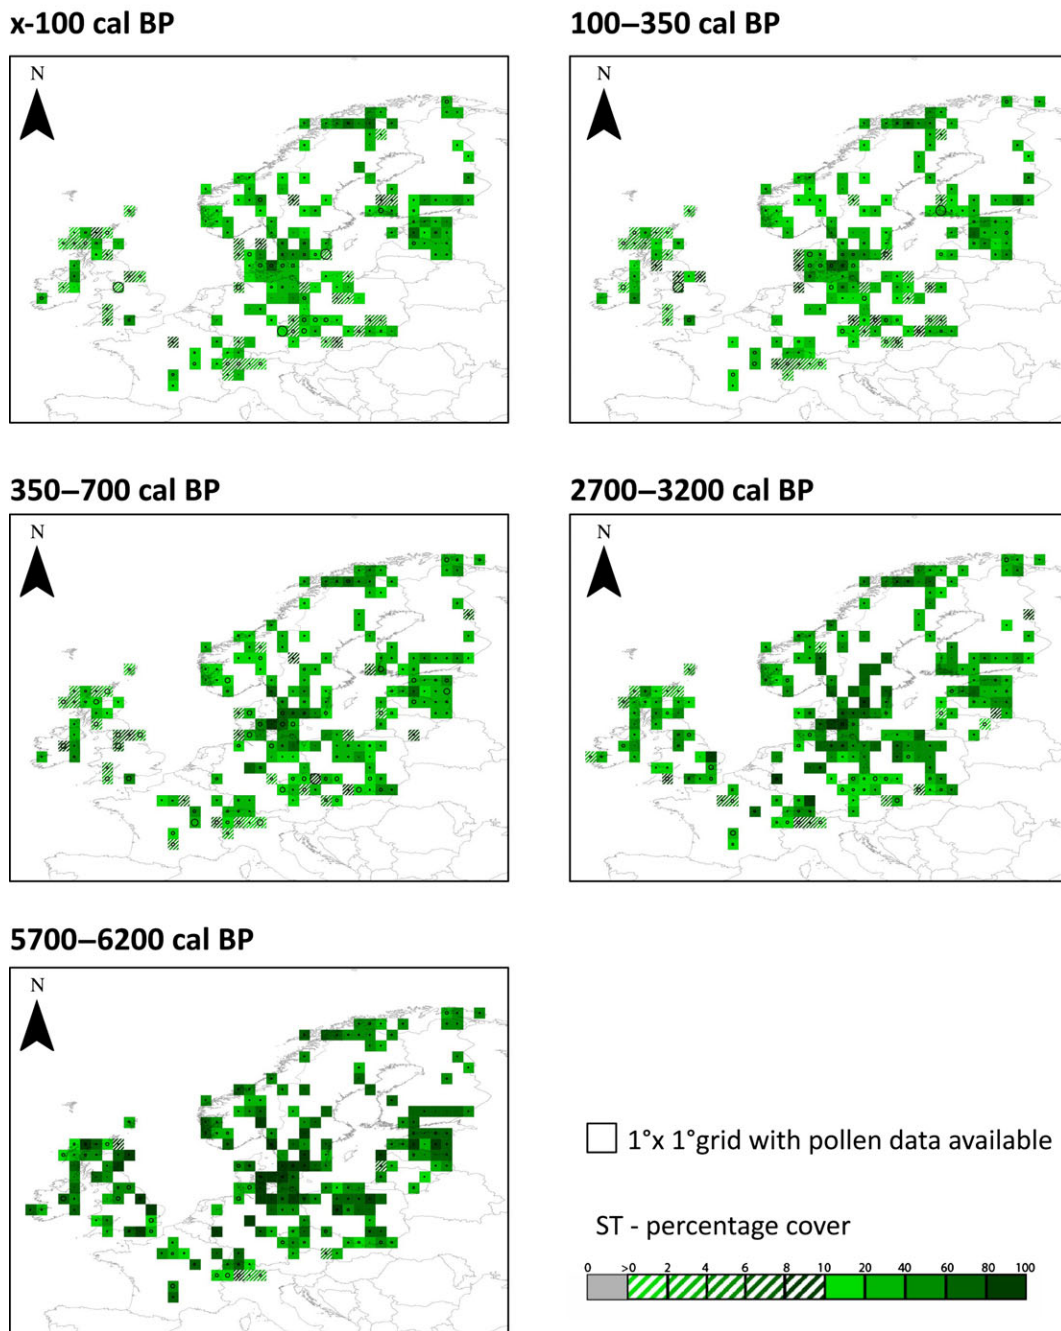 x-100 cal BP
100–350 cal BP
N
N
350–700 cal BP
2700–3200 cal BP
N
N
5700–6200 cal BP
N
1°x 1°grid with pollen data available
ST - percentage cover
0 >0 2 4 6 8 10 20 40 60 80 100